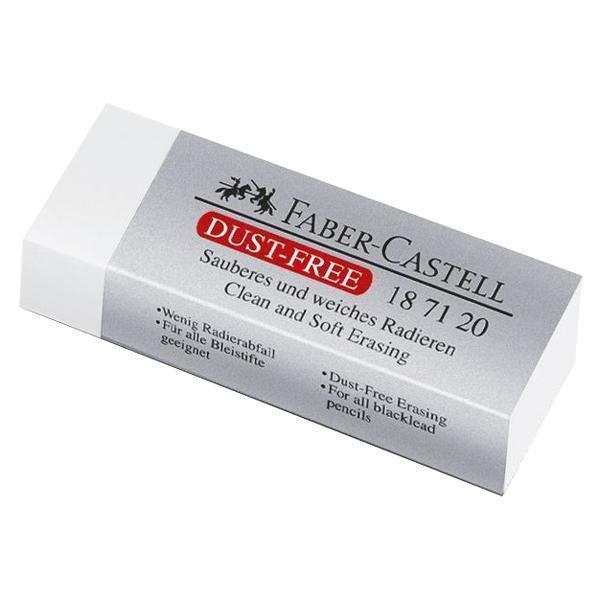 FABER-CASTELL
DUST-FREE
18 71 20
Sauberes und weiches Radieren
Clean and Soft Erasing
•Wenig Radierabfall
•Für alle Bleistifte
geeignet
•Dust-Free Erasing
•For all blacklead
pencils